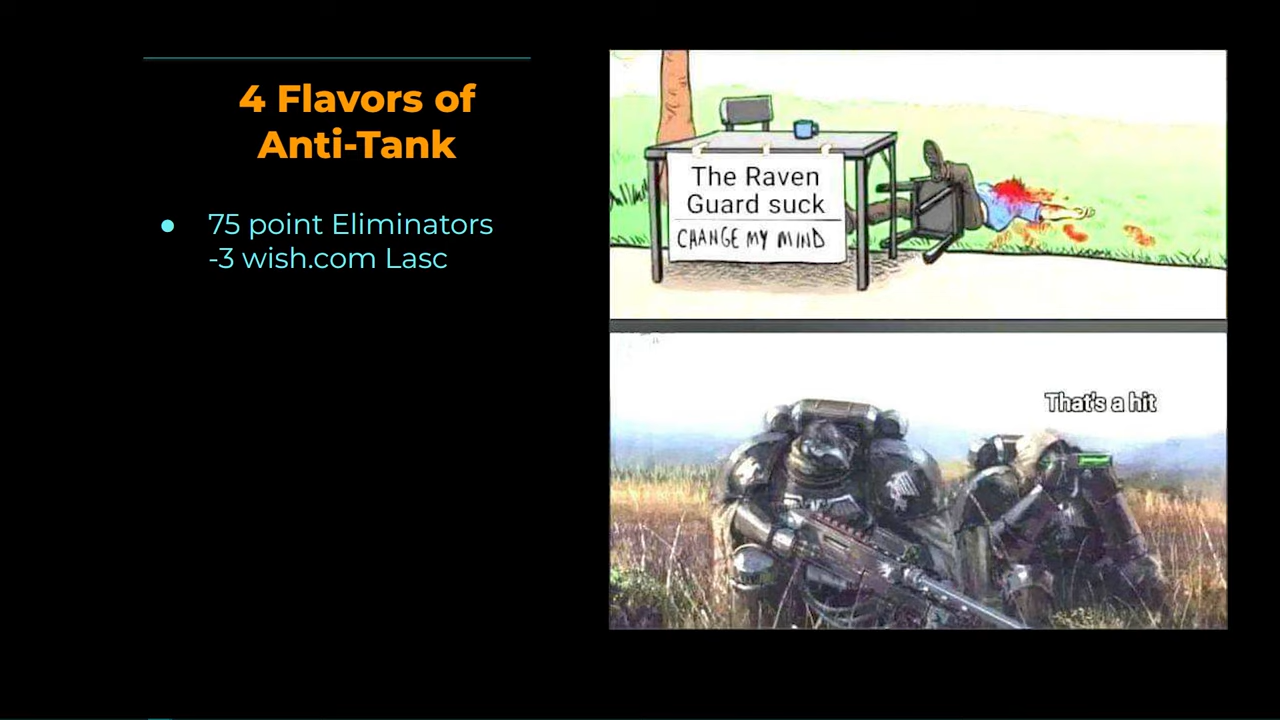 4 Flavors of
Anti-Tank
● 75 point Eliminators
-3 wish.com Lasc
The Raven
Guard suck
CHANGE MY MIND
That's a hit